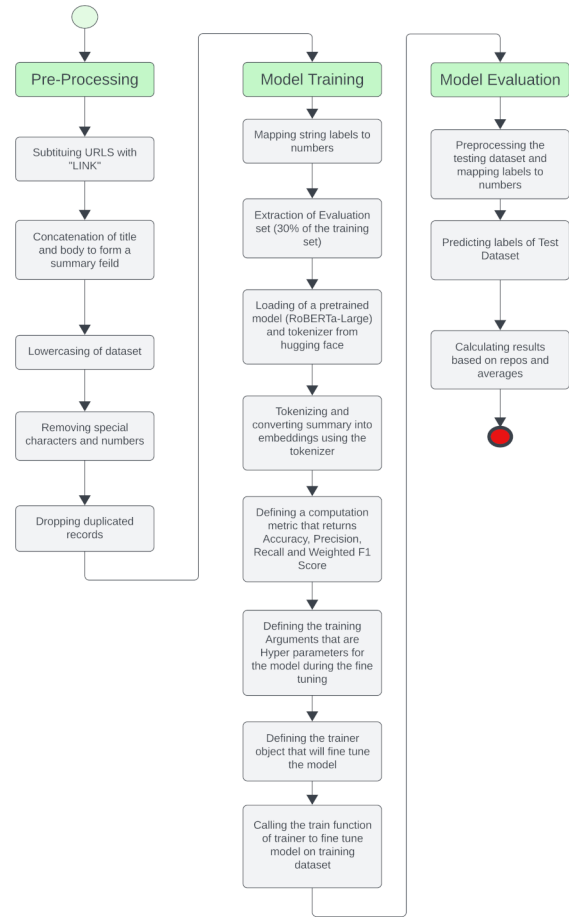 Pre-Processing
Subtituing URLS with
"LINK"
Concatenation of title
and body to form a
summary feild
Lowercasing of dataset
Removing special
characters and numbers
Dropping duplicated
records
Model Training
Mapping string labels to
numbers
Extraction of Evaluation
set (30% of the training
set)
Loading of a pretrained
model (RoBERTa-Large)
and tokenizer from
hugging face
Tokenizing and
converting summary into
embeddings using the
tokenizer
Defining a computation
metric that returns
Accuracy, Precision,
Recall and Weighted F1
Score
Defining the training
Arguments that are
Hyper parameters for
the model during the fine
tuning
Defining the trainer
object that will fine tune
the model
Calling the train function
of trainer to fine tune
model on training
dataset
Model Evaluation
Preprocessing the
testing dataset and
mapping labels to
numbers
Predicting labels of Test
Dataset
Calculating results
based on repos and
averages